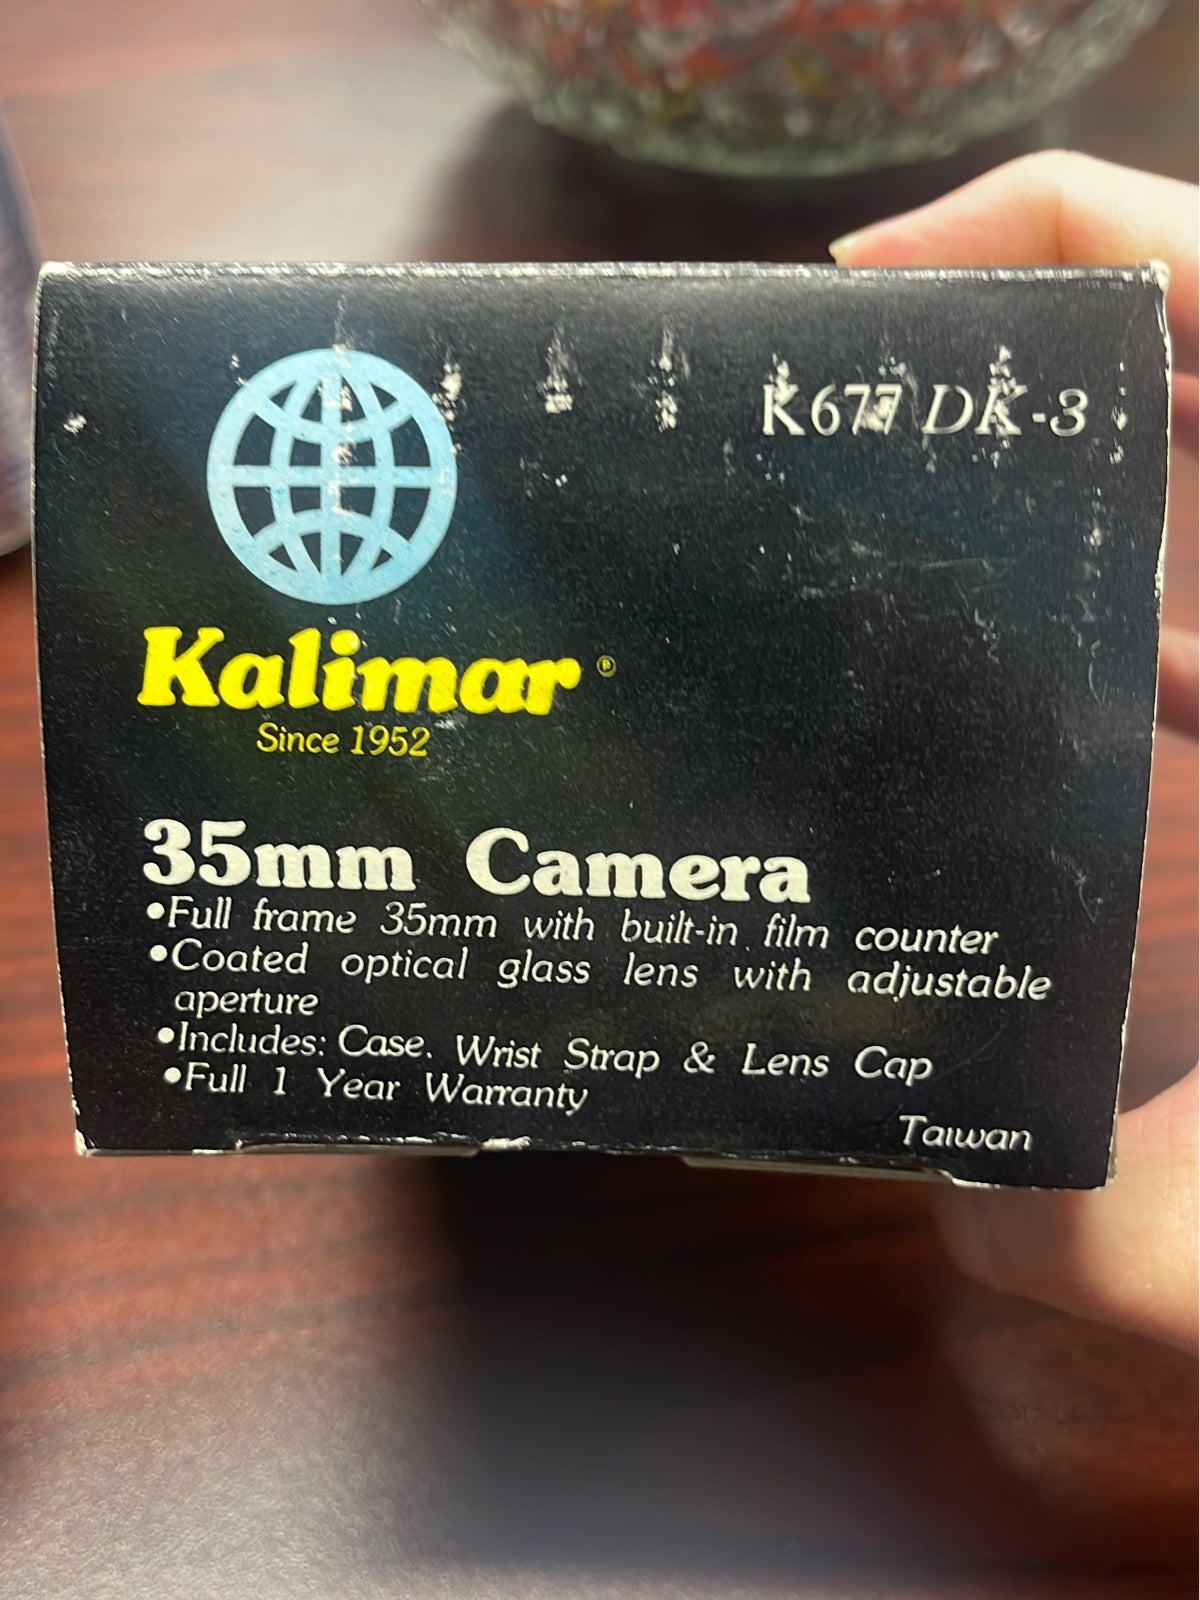 K677 DK-3
Kalimar®
Since 1952
35mm Camera
•Full frame 35mm with built-in film counter
•Coated optical glass lens with adjustable
aperture
•Includes: Case. Wrist Strap & Lens Cap
•Full 1 Year Warranty
Taiwan